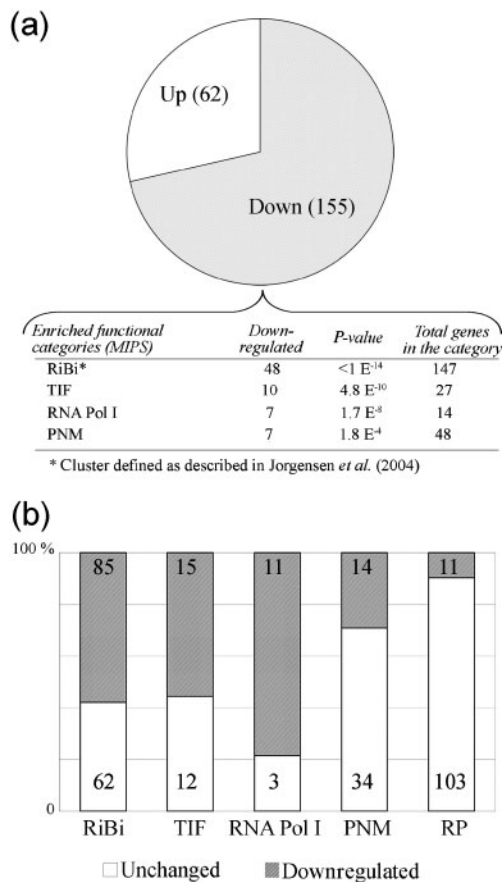 (a)
Up (62)
Down (155)
Enriched functional categories (MIPS) Down-regulated P-value Total genes in the category
RiBi* 48 <1 E-14 147
TIF 10 4.8 E-10 27
RNA Pol I 7 1.7 E-8 14
PNM 7 1.8 E-4 48
* Cluster defined as described in Jorgensen et al. (2004)
(b)
100 %
85 15 11 14 11
62 12 3 34 103
0
RiBi TIF RNA Pol I PNM RP
Unchanged Downregulated